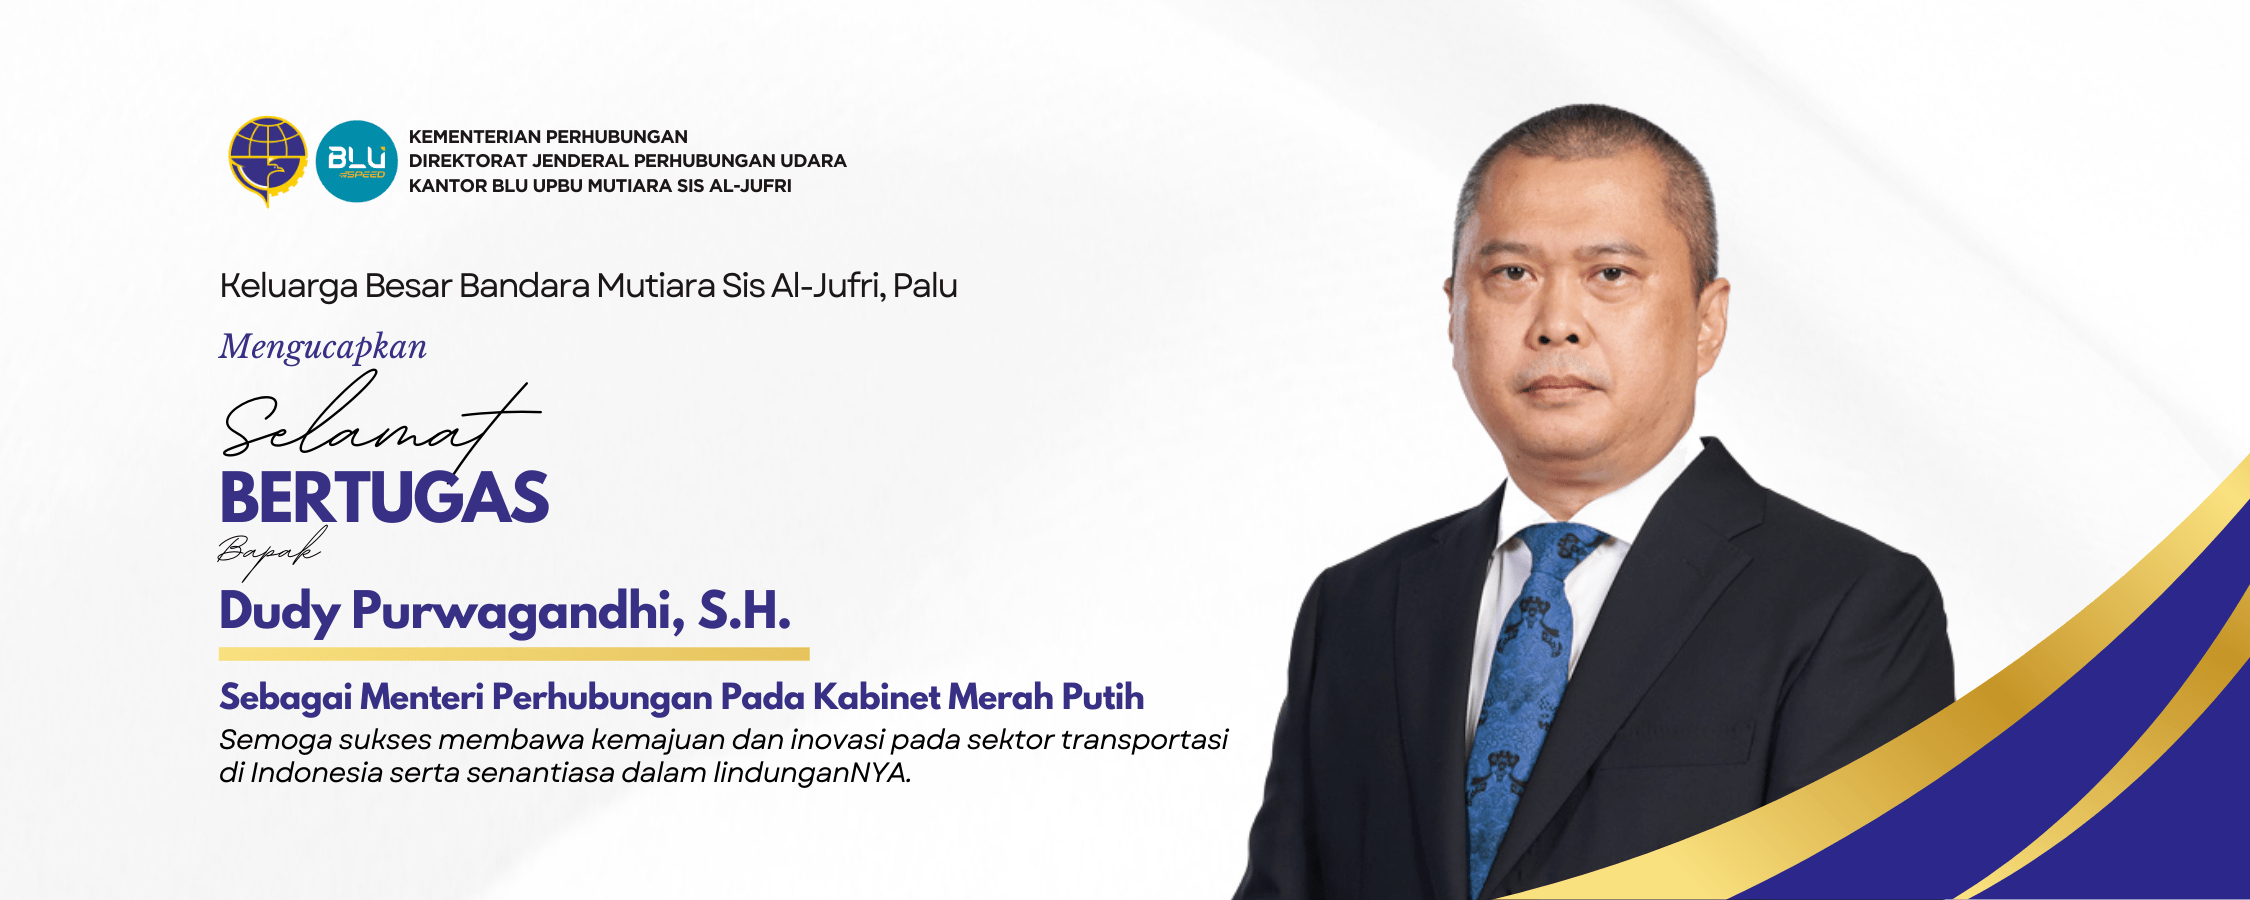 BLU
SPEED
KEMENTERIAN PERHUBUNGAN
DIREKTORAT JENDERAL PERHUBUNGAN UDARA
KANTOR BLU UPBU MUTIARA SIS AL-JUFRI
Keluarga Besar Bandara Mutiara Sis Al-Jufri, Palu
Mengucapkan
Selamat
BERTUGAS
Bapak
Dudy Purwagandhi, S.H.
Sebagai Menteri Perhubungan Pada Kabinet Merah Putih
Semoga sukses membawa kemajuan dan inovasi pada sektor transportasi
di Indonesia serta senantiasa dalam lindunganNYA.